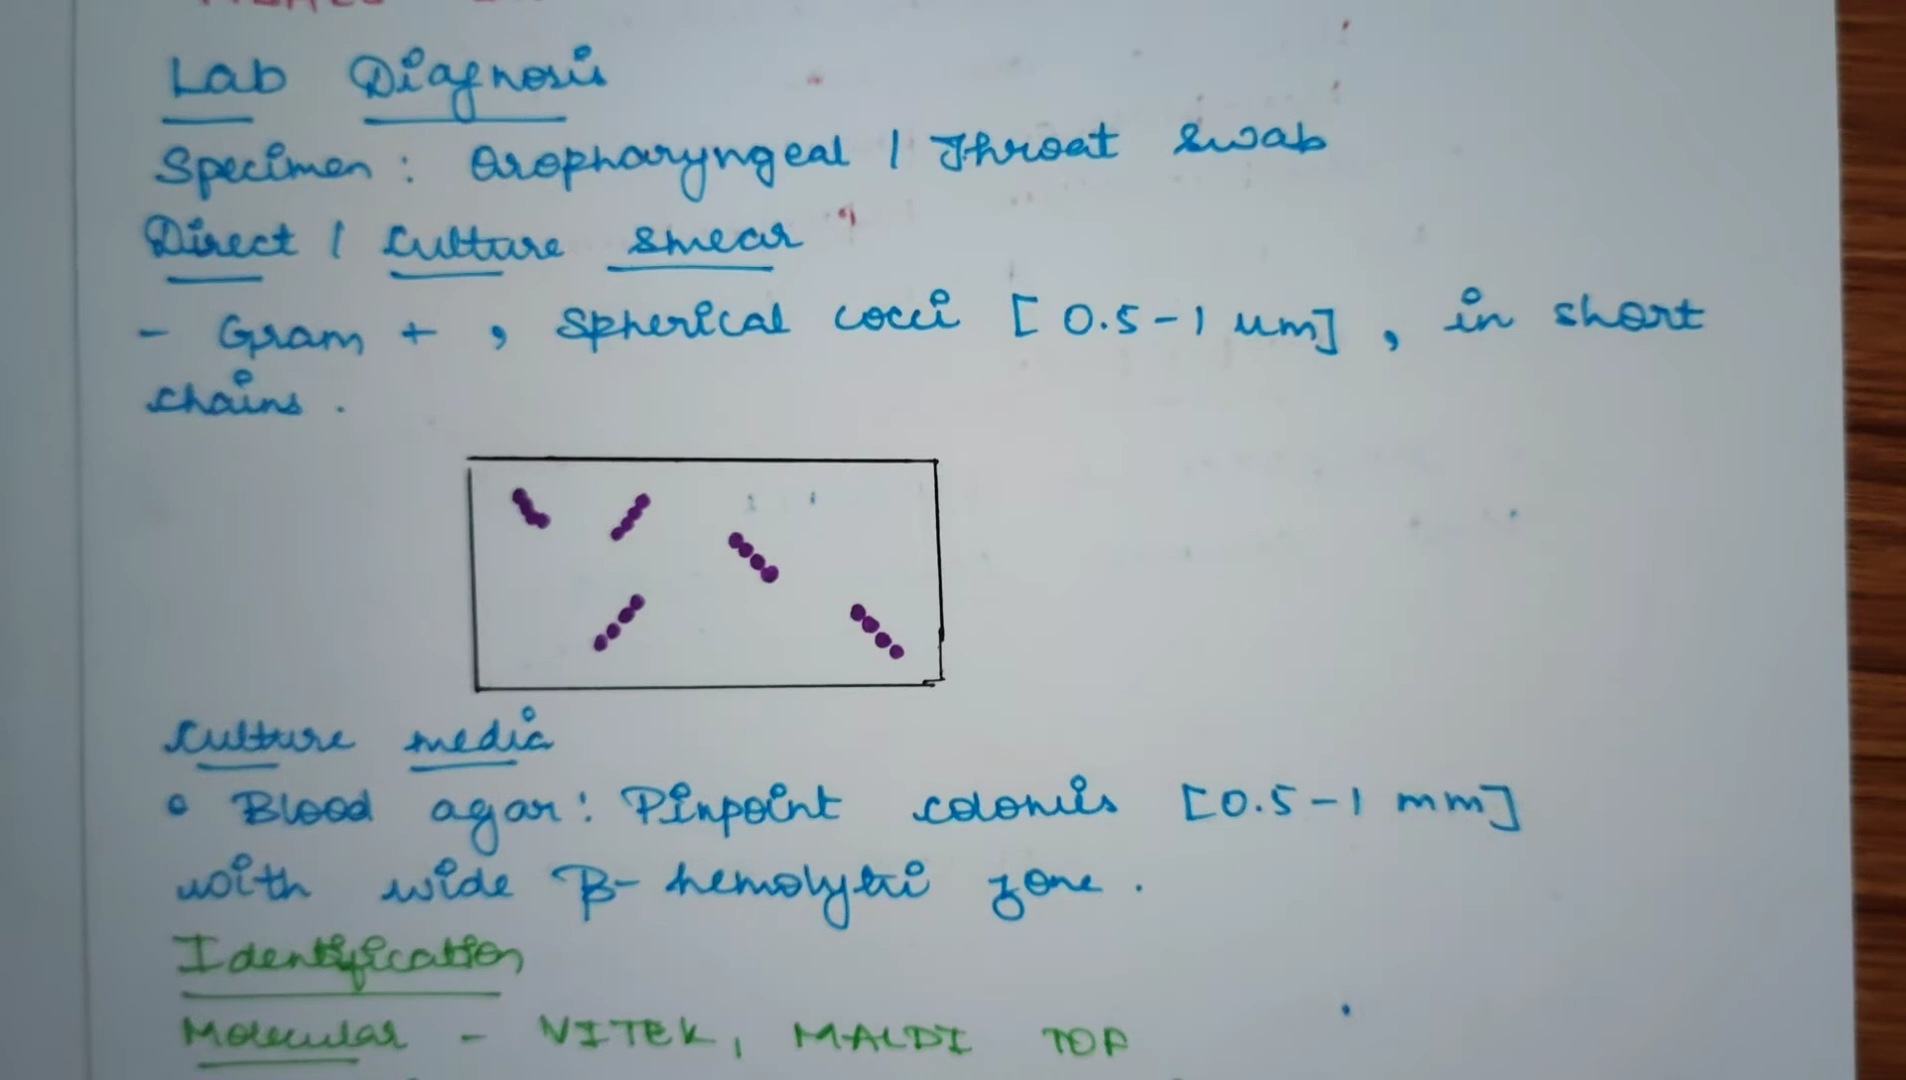 Lab Diagnosis
Specimen : Oropharyngeal / Throat swab
Direct / Culture smear
- Gram + , Spherical cocci [0.5-1 um] , in short
chains .
Culture media
• Blood agar : Pinpoint colonies [0.5-1 mm]
with wide β- hemolytic zone .
Identification
Molecular - VITEK, MALDI TOF